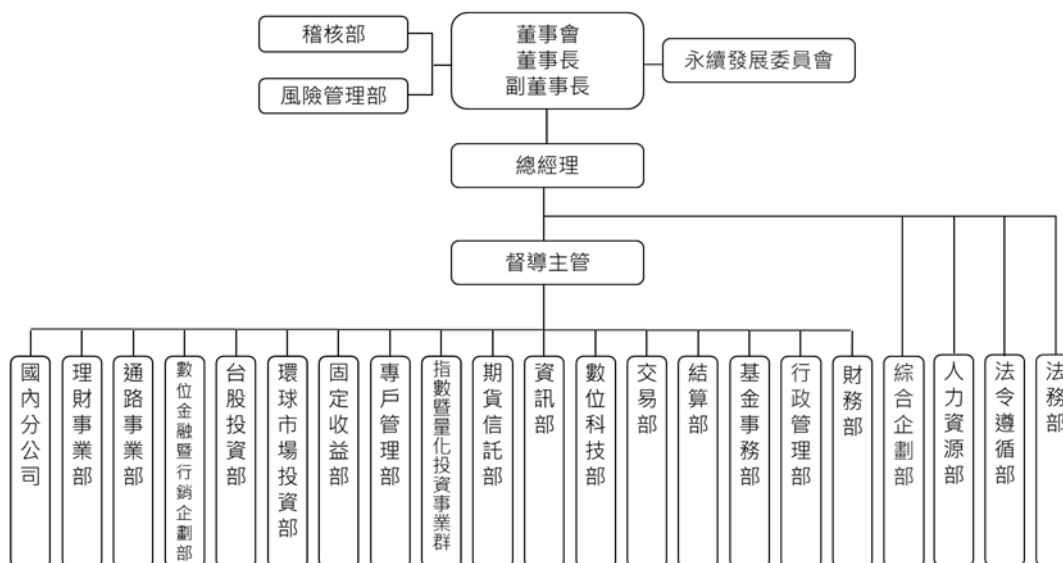 稽核部
董事會
董事長
副董事長
永續發展委員會
風險管理部
總經理
督導主管
國內分公司
理財事業部
通路事業部
數位金融暨行銷企劃部
台股投資部
環球市場投資部
固定收益部
專戶管理部
指數暨量化投資事業群
期貨信託部
資訊部
數位科技部
交易部
結算部
基金事務部
行政管理部
財務部
綜合企劃部
人力資源部
法令遵循部
法務部